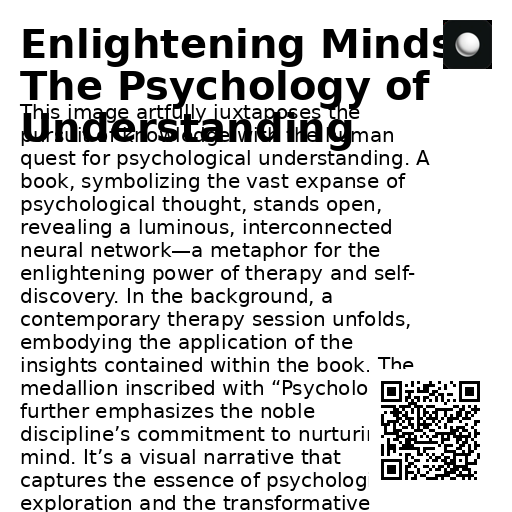 Enlightening Minds
The Psychology of
Understanding
This image artfully juxtaposes the
pursuit of knowledge with the human
quest for psychological understanding. A
book, symbolizing the vast expanse of
psychological thought, stands open,
revealing a luminous, interconnected
neural network—a metaphor for the
enlightening power of therapy and self-
discovery. In the background, a
contemporary therapy session unfolds,
embodying the application of the
insights contained within the book. The
medallion inscribed with “Psycholo
further emphasizes the noble
discipline’s commitment to nurturi
mind. It’s a visual narrative that
captures the essence of psycholog
exploration and the transformative